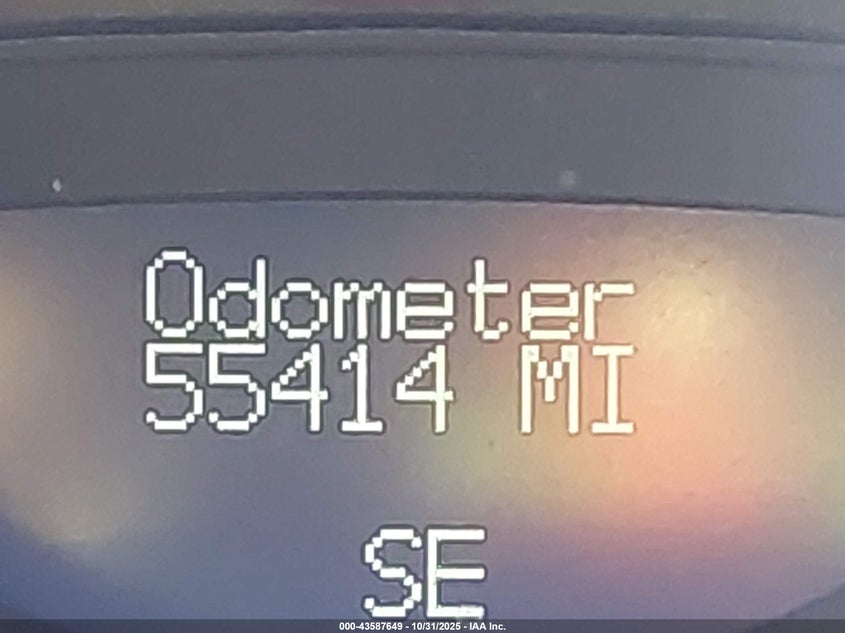 Odometer
55414 MI
SE
000-43587649 - 10/31/2025 - IAA Inc.